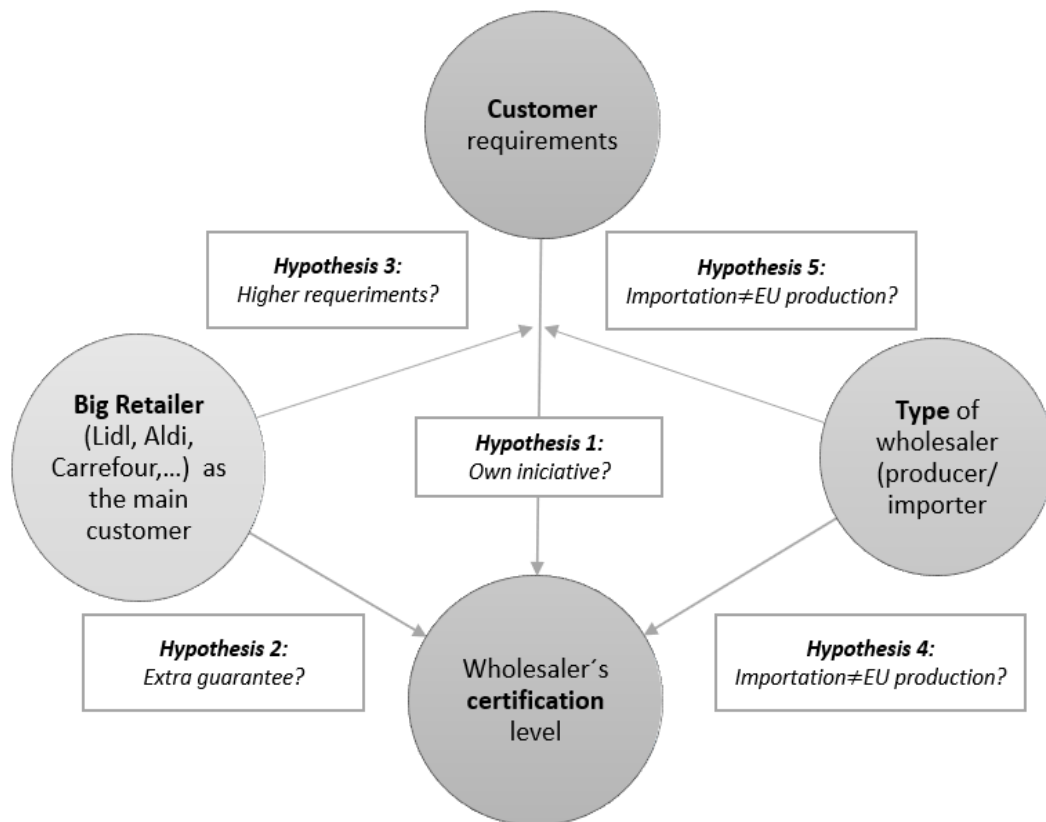 Customer
requirements
Hypothesis 3:
Higher requeriments?
Hypothesis 5:
Importation≠EU production?
Big Retailer
(Lidl, Aldi,
Carrefour,...) as
the main
customer
Hypothesis 1:
Own iniciative?
Type of
wholesaler
(producer/
importer
Hypothesis 2:
Extra guarantee?
Wholesaler´s
certification
level
Hypothesis 4:
Importation≠EU production?